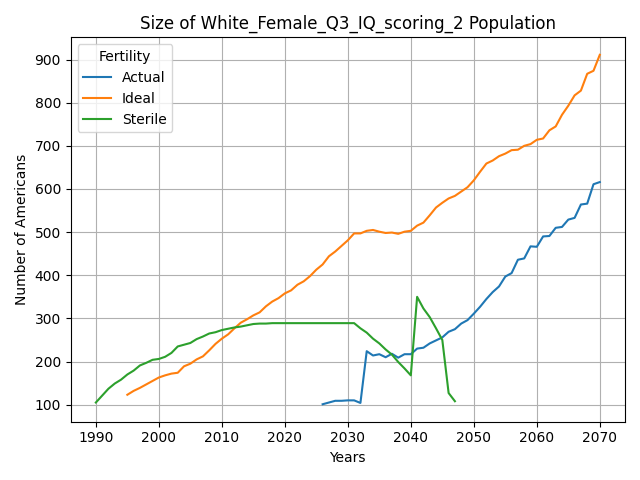 Size of White_Female_Q3_IQ_scoring_2 Population
Fertility
Actual
Ideal
Sterile
Number of Americans
900
800
700
600
500
400
300
200
100
1990 2000 2010 2020 2030 2040 2050 2060 2070
Years